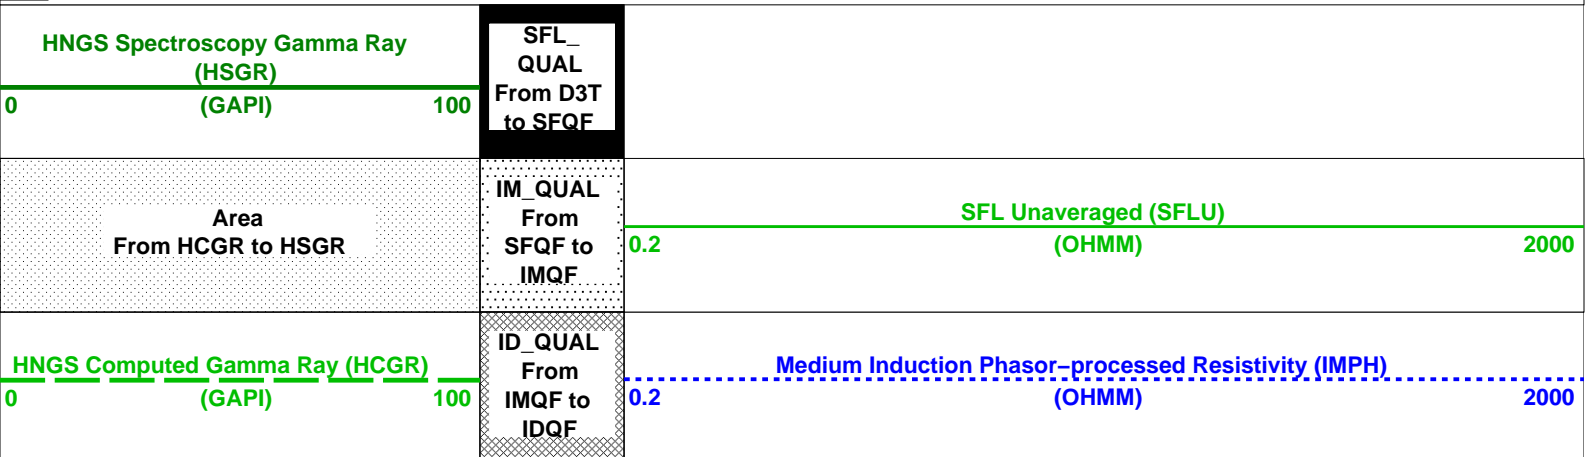 HNGS Spectroscopy Gamma Ray
(HSGR)
0 (GAPI) 100
SFL_
QUAL
From D3T
to SFQF
Area
From HCGR to HSGR
IM_QUAL
From
SFQF to
IMQF
SFL Unaveraged (SFLU)
0.2 (OHMM) 2000
HNGS Computed Gamma Ray (HCGR)
0 (GAPI) 100
ID_QUAL
From
IMQF to
IDQF
Medium Induction Phasor−processed Resistivity (IMPH)
0.2 (OHMM) 2000